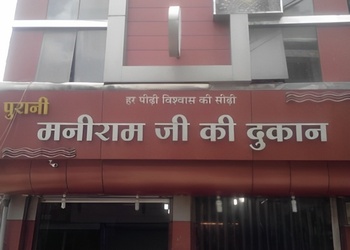 हर पीढ़ी विश्वास की सीढ़ी
पुरानी
मनीराम जी की दुकान